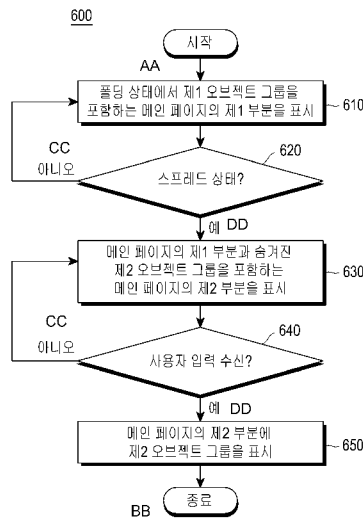 600
시작
AA
폴딩 상태에서 제1 오브젝트 그룹을
포함하는 메인 페이지의 제1 부분을 표시
610
CC
아니오
620
스프레드 상태?
예 DD
메인 페이지의 제1 부분과 숨겨진
제2 오브젝트 그룹을 포함하는
메인 페이지의 제2 부분을 표시
630
CC
아니오
640
사용자 입력 수신?
예 DD
메인 페이지의 제2 부분에
제2 오브젝트 그룹을 표시
650
BB
종료